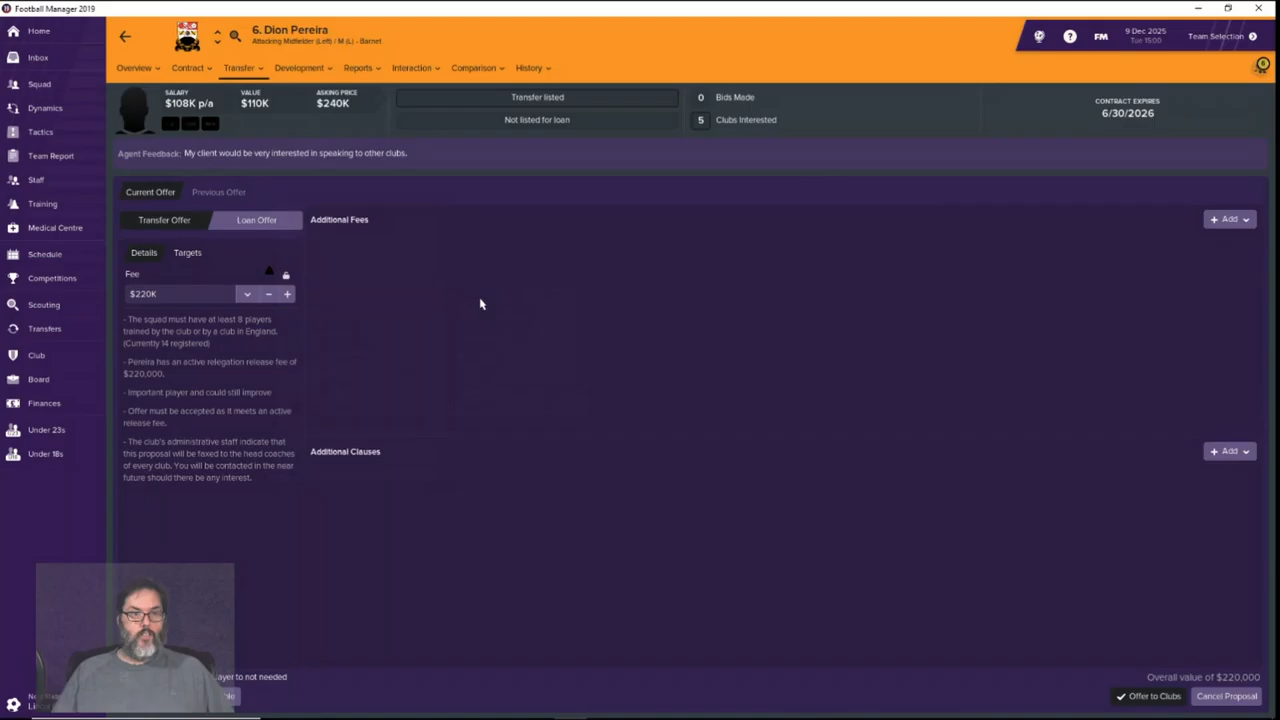 Football Manager 2019
Home
Inbox
Squad
Dynamics
Tactics
Team Report
Staff
Training
Medical Centre
Schedule
Competitions
Scouting
Transfers
Club
Board
Finances
Under 23s
Under 18s
6. Dion Pereira
Attacking Midfielder (Left) / M (L) - Barnet
9 Dec 2025
Tue 15:00
Team Selection
FM
Overview
Contract
Transfer
Development
Reports
Interaction
Comparison
History
SALARY
$108K p/a
VALUE
$110K
ASKING PRICE
$240K
Transfer listed
Not listed for loan
0 Bids Made
5 Clubs Interested
CONTRACT EXPIRES
6/30/2026
Agent Feedback: My client would be very interested in speaking to other clubs.
Current Offer
Previous Offer
Transfer Offer
Loan Offer
Additional Fees
+ Add
Details
Targets
Fee
$220K
- The squad must have at least 8 players
trained by the club or by a club in England.
(Currently 14 registered)
- Pereira has an active relegation release fee of
$220,000.
- Important player and could still improve
- Offer must be accepted as it meets an active
release fee.
- The club's administrative staff indicate that
this proposal will be faxed to the head coaches
of every club. You will be contacted in the near
future should there be any interest.
Additional Clauses
+ Add
ayer to not needed
Overall value of $220,000
Offer to Clubs
Cancel Proposal